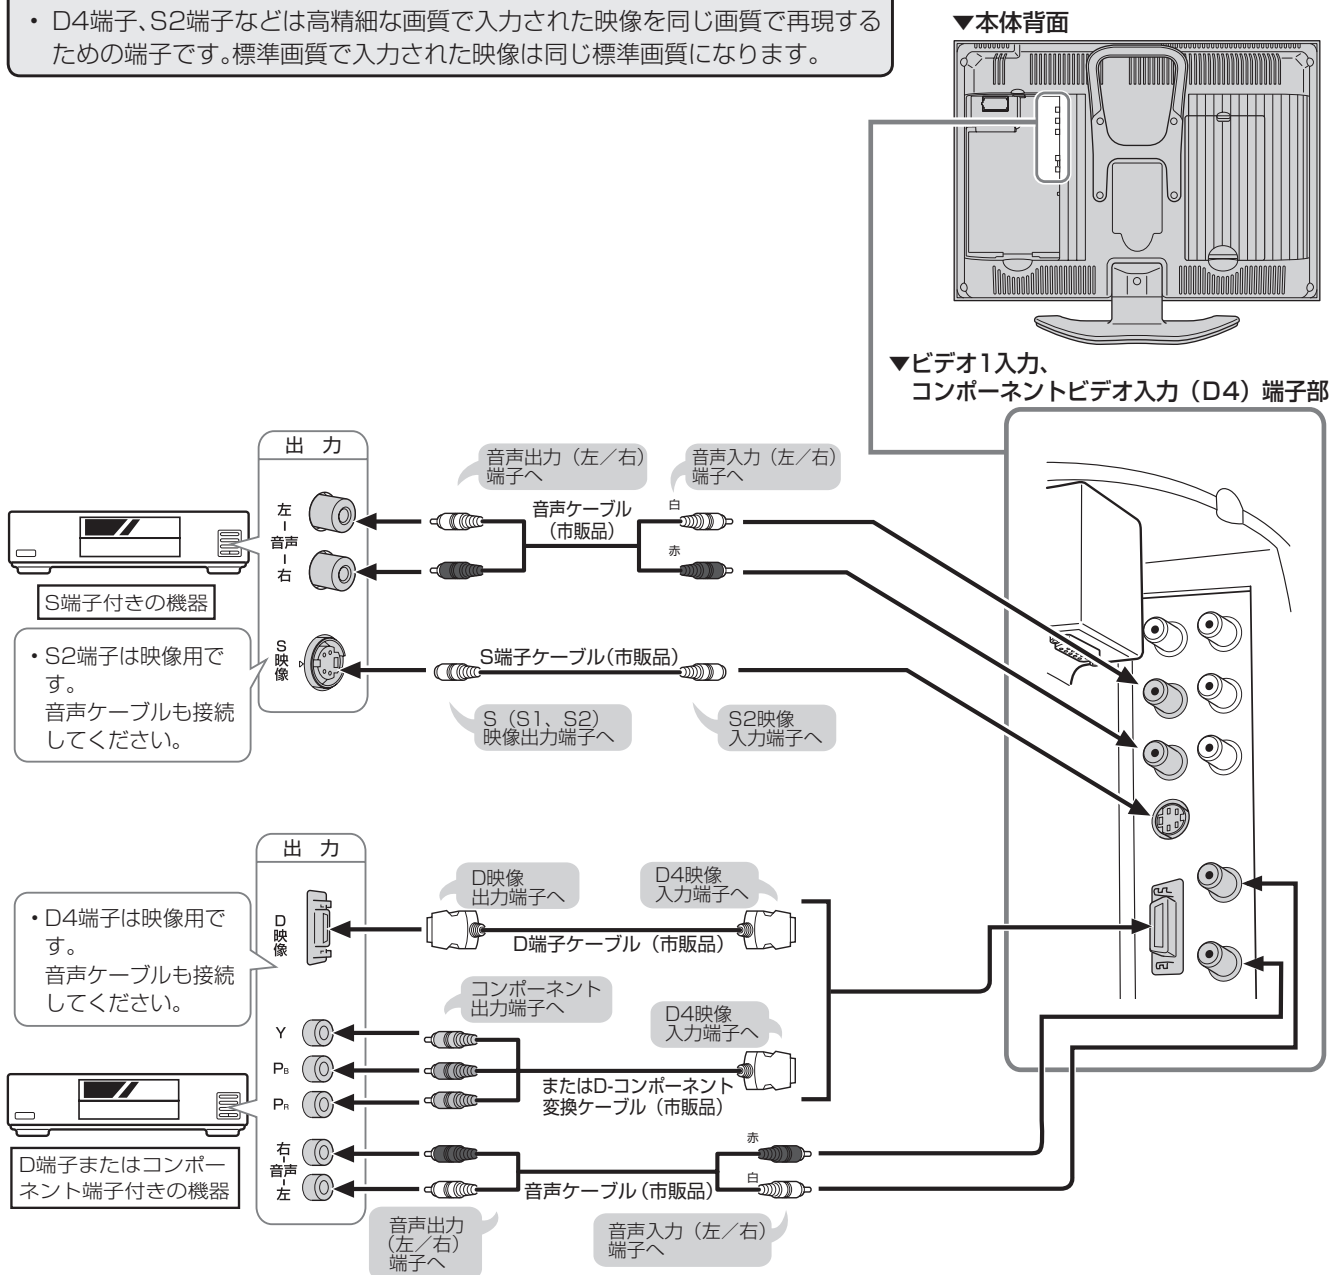 ・ D4端子、S2端子などは高精細な画質で入力された映像を同じ画質で再現する
ための端子です。標準画質で入力された映像は同じ標準画質になります。
▼本体背面
▼ビデオ1入力、
コンポーネントビデオ入力（D4）端子部
出 力
左
音声
右
S
映
像
音声出力（左／右）
端子へ
音声入力（左／右）
端子へ
音声ケーブル
（市販品）
白
赤
S端子付きの機器
・S2端子は映像用で
す。
音声ケーブルも接続
してください。
S端子ケーブル（市販品）
S（S1、S2）
映像出力端子へ
S2映像
入力端子へ
出 力
D
映
像
D映像
出力端子へ
D4映像
入力端子へ
D端子ケーブル（市販品）
・D4端子は映像用で
す。
音声ケーブルも接続
してください。
コンポーネント
出力端子へ
D4映像
入力端子へ
Y
PB
PR
またはD-コンポーネント
変換ケーブル（市販品）
右
音声
左
赤
白
音声ケーブル（市販品）
D端子またはコンポー
ネント端子付きの機器
音声出力
（左／右）
端子へ
音声入力（左／右）
端子へ